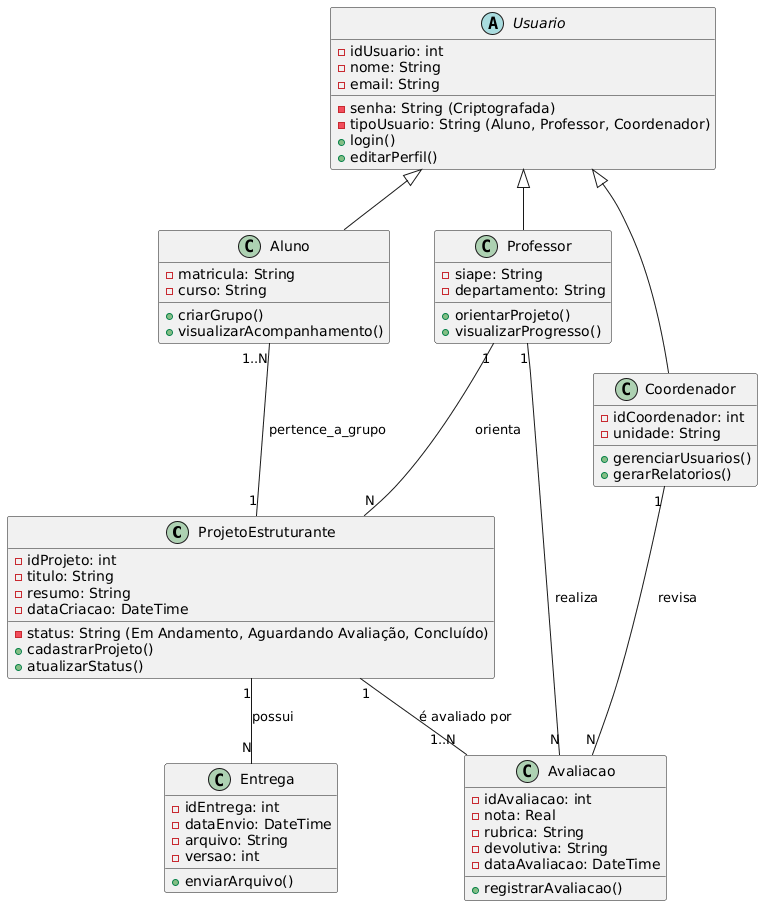 A Usuario
idUsuario: int
nome: String
email: String
senha: String (Criptografada)
tipoUsuario: String (Aluno, Professor, Coordenador)
login()
editarPerfil()
C Aluno
matricula: String
curso: String
criarGrupo()
visualizarAcompanhamento()
C Professor
siape: String
departamento: String
orientarProjeto()
visualizarProgresso()
C Coordenador
idCoordenador: int
unidade: String
gerenciarUsuarios()
gerarRelatorios()
1..N
1
1
pertence_a_grupo
orienta
1
N
1
realiza
revisa
C ProjetoEstruturante
idProjeto: int
titulo: String
resumo: String
dataCriacao: DateTime
status: String (Em Andamento, Aguardando Avaliação, Concluído)
cadastrarProjeto()
atualizarStatus()
1
1
possui
é avaliado por
N
1..N
N
N
C Entrega
idEntrega: int
dataEnvio: DateTime
arquivo: String
versao: int
enviarArquivo()
C Avaliacao
idAvaliacao: int
nota: Real
rubrica: String
devolutiva: String
dataAvaliacao: DateTime
registrarAvaliacao()